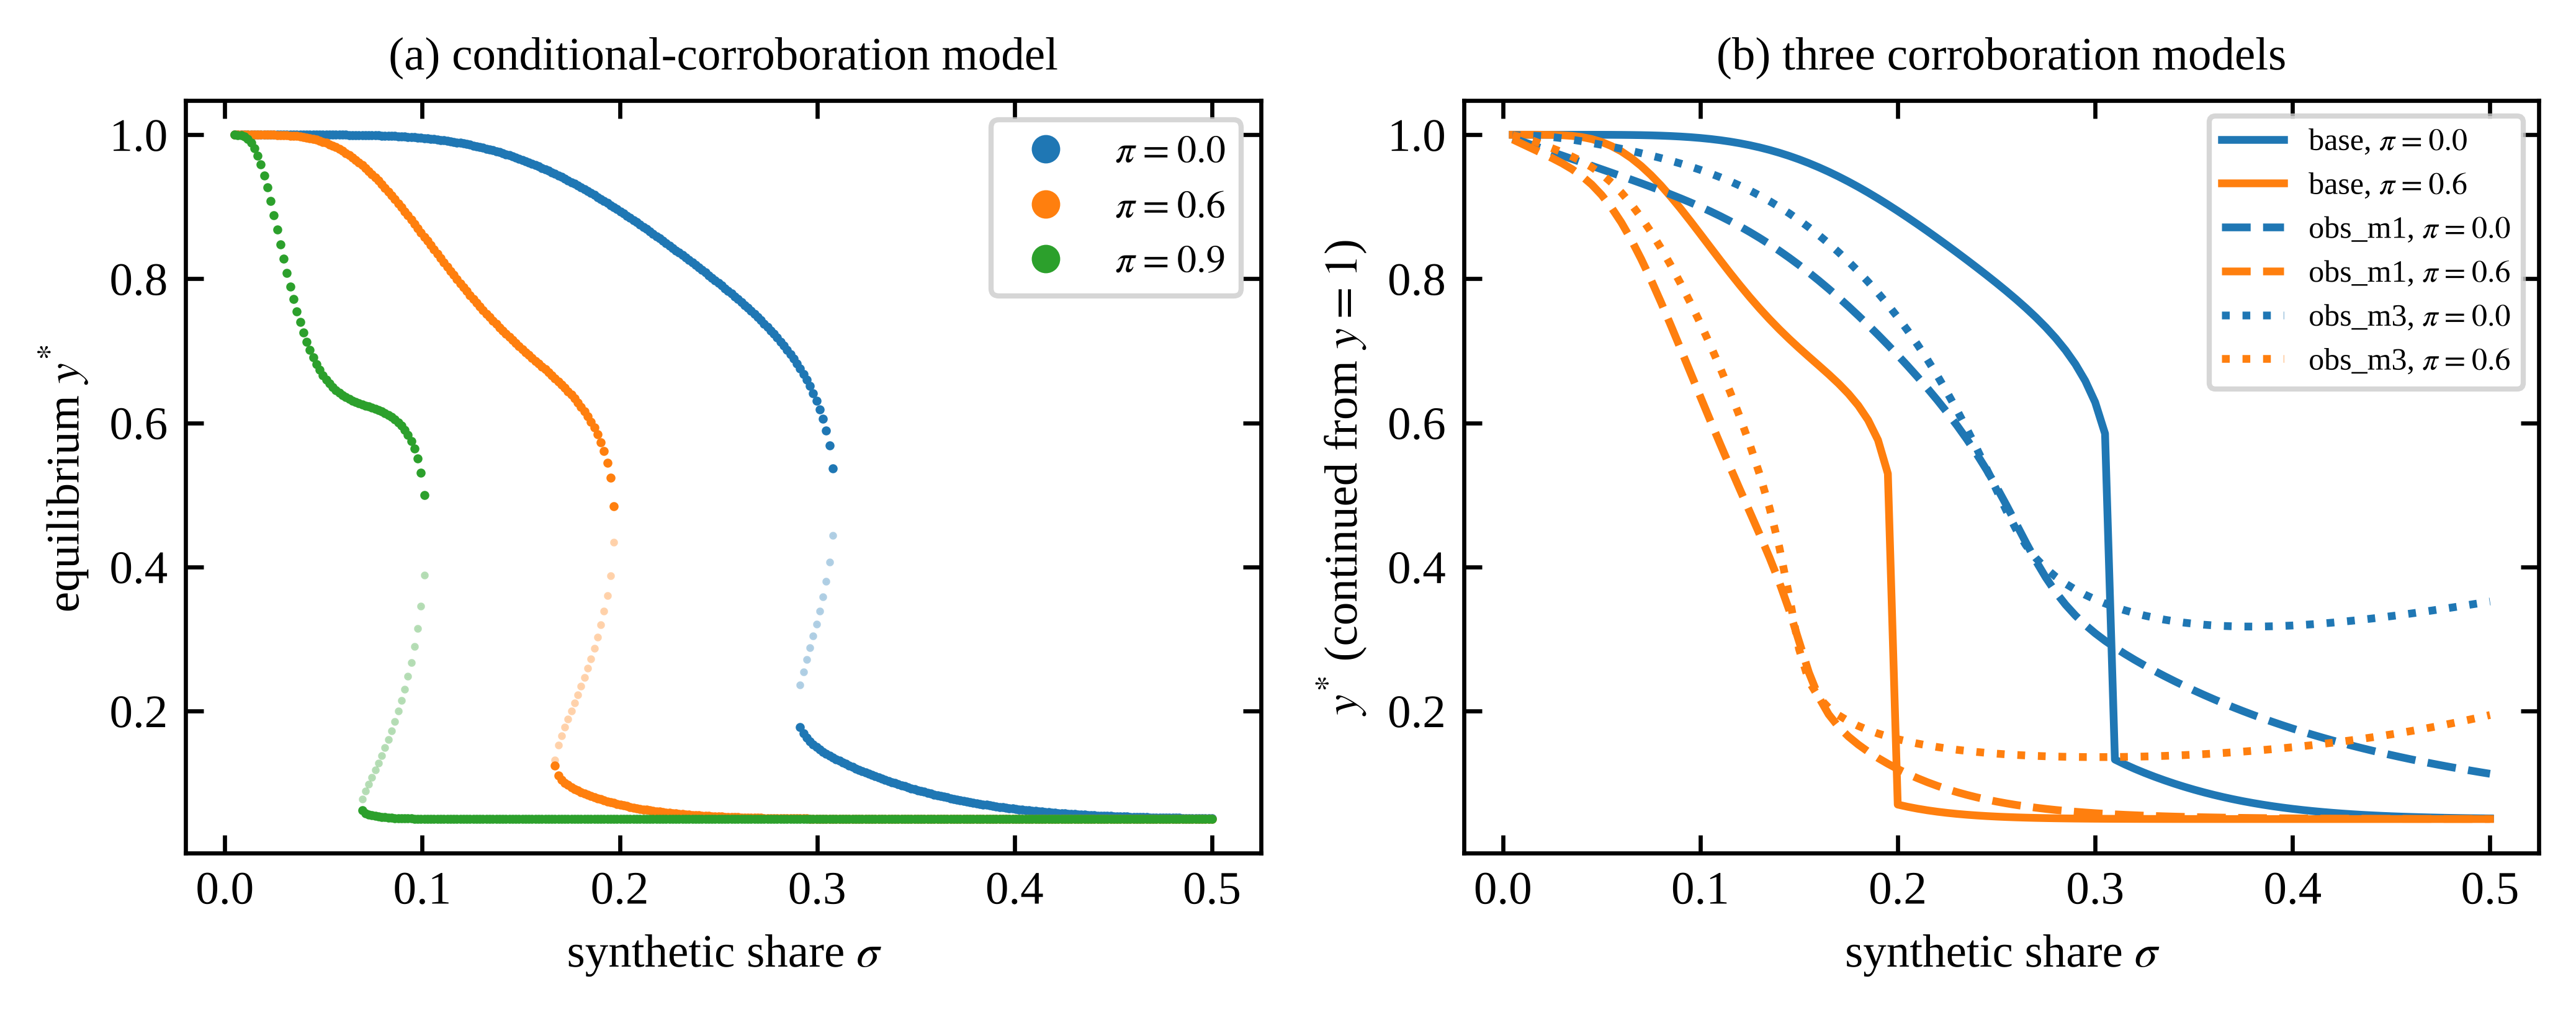 (a) conditional-corroboration model
equilibrium y*
1.0
0.8
0.6
0.4
0.2
0.0 0.1 0.2 0.3 0.4 0.5
synthetic share σ
π = 0.0
π = 0.6
π = 0.9
(b) three corroboration models
y* (continued from y = 1)
1.0
0.8
0.6
0.4
0.2
0.0 0.1 0.2 0.3 0.4 0.5
synthetic share σ
base, π = 0.0
base, π = 0.6
obs_m1, π = 0.0
obs_m1, π = 0.6
obs_m3, π = 0.0
obs_m3, π = 0.6